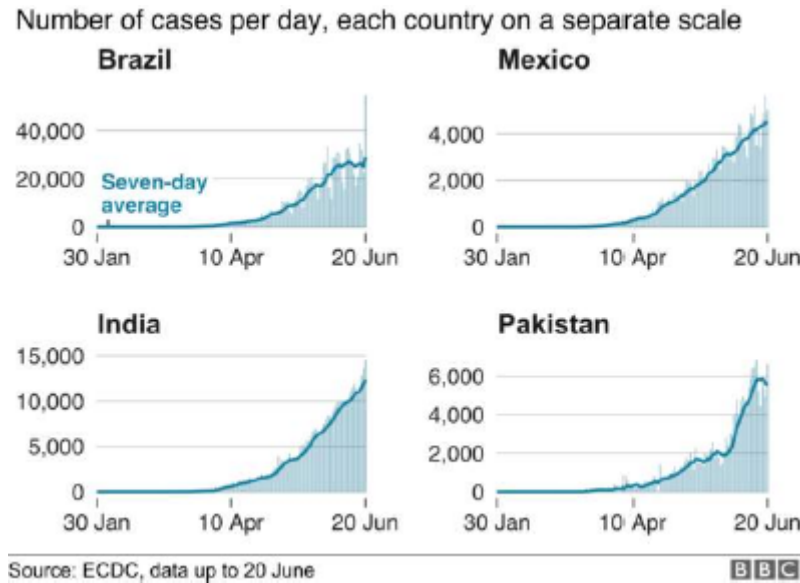 Number of cases per day, each country on a separate scale
Brazil
40,000
20,000
0
Seven-day
average
30 Jan 10 Apr 20 Jun
Mexico
4,000
2,000
0
30 Jan 10 Apr 20 Jun
India
15,000
10,000
5,000
0
30 Jan 10 Apr 20 Jun
Pakistan
6,000
4,000
2,000
0
30 Jan 10 Apr 20 Jun
Source: ECDC, data up to 20 June
BBC